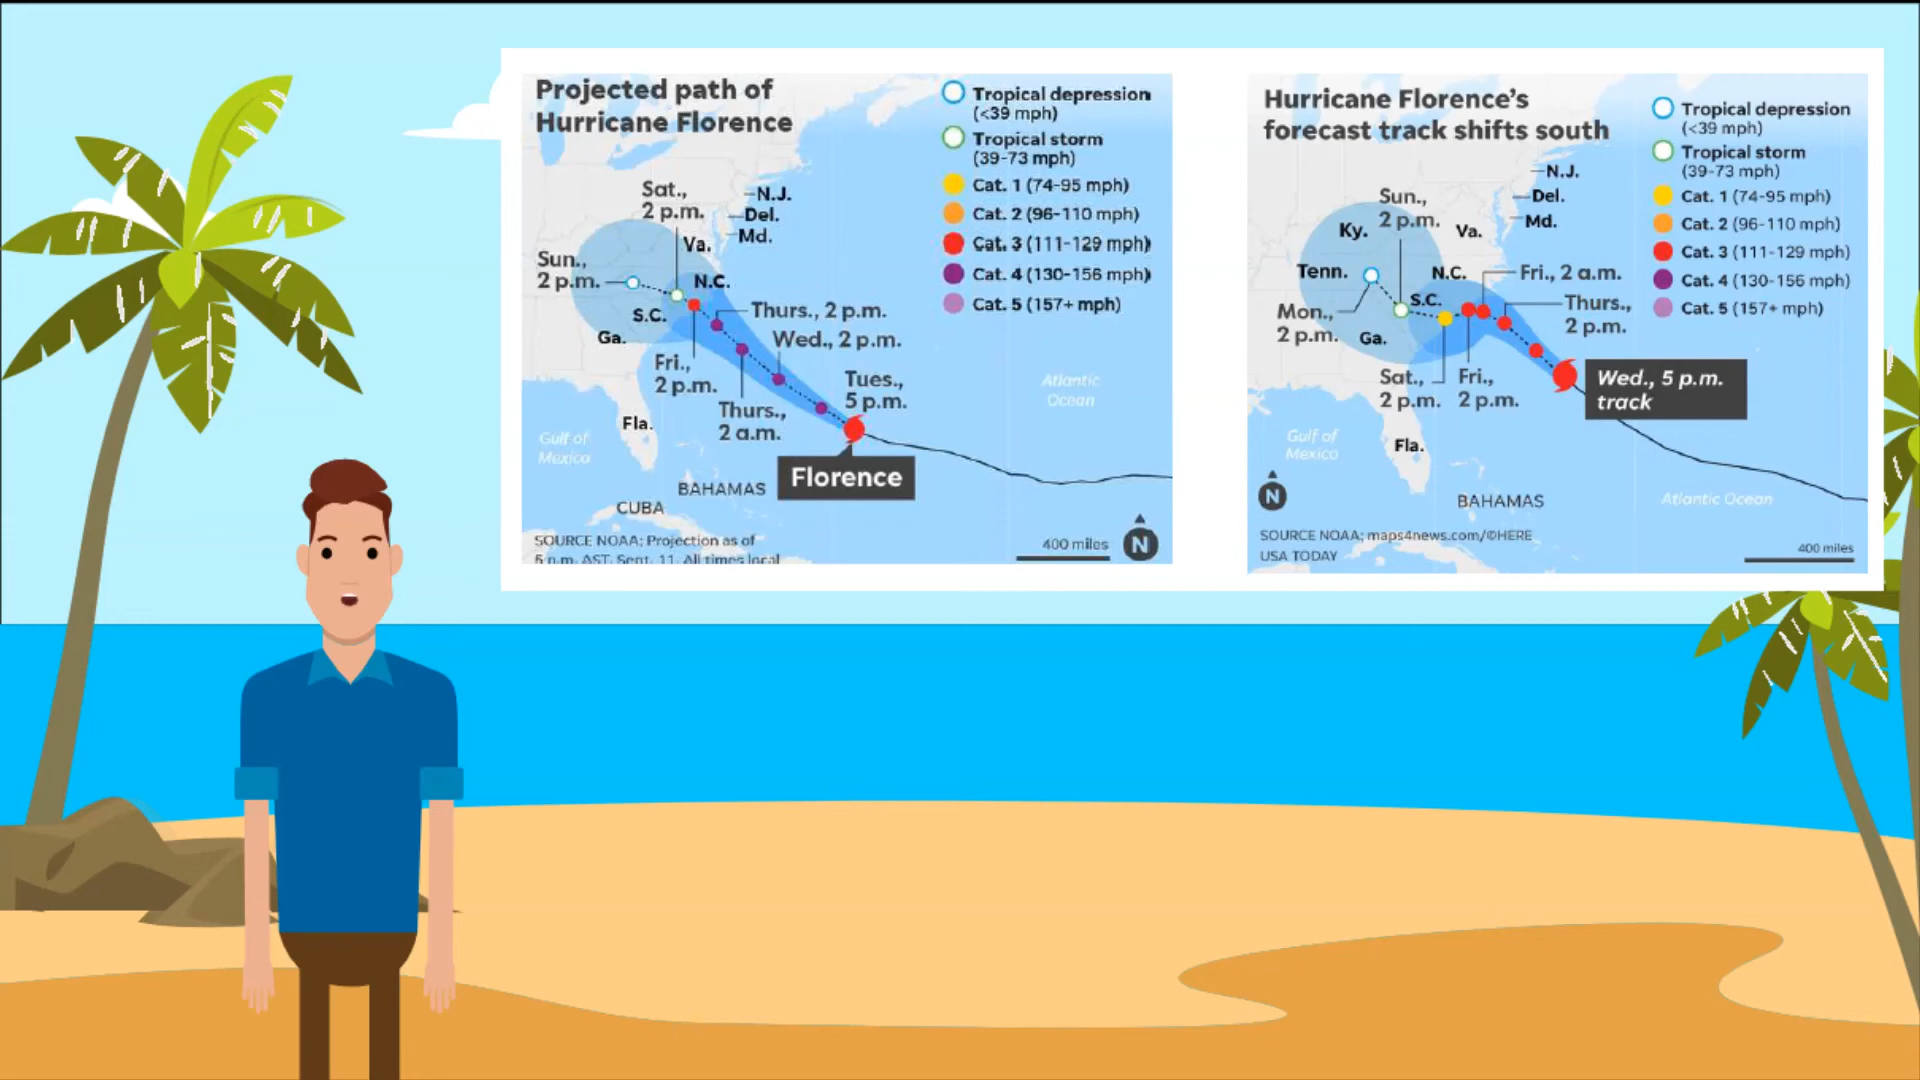 Projected path of
Hurricane Florence
Tropical depression
(<39 mph)
Tropical storm
(39-73 mph)
Cat. 1 (74-95 mph)
Cat. 2 (96-110 mph)
Cat. 3 (111-129 mph)
Cat. 4 (130-156 mph)
Cat. 5 (157+ mph)
Sat.,
2 p.m.
N.J.
Del.
Md.
Va.
Sun.,
2 p.m.
N.C.
S.C.
Thurs., 2 p.m.
Ga.
Wed., 2 p.m.
Fri.,
2 p.m.
Tues.,
5 p.m.
Thurs.,
2 a.m.
Atlantic
Ocean
Fla.
Gulf of
Mexico
Florence
BAHAMAS
CUBA
SOURCE NOAA; Projection as of
5 p.m. AST, Sept. 11. All times local
400 miles
N
Hurricane Florence's
forecast track shifts south
Tropical depression
(<39 mph)
Tropical storm
(39-73 mph)
Cat. 1 (74-95 mph)
Cat. 2 (96-110 mph)
Cat. 3 (111-129 mph)
Cat. 4 (130-156 mph)
Cat. 5 (157+ mph)
N.J.
Del.
Md.
Sun.,
2 p.m.
Ky.
Va.
Tenn.
N.C.
Fri., 2 a.m.
S.C.
Thurs.,
2 p.m.
Mon.,
2 p.m.
Ga.
Sat.,
2 p.m.
Fri.,
2 p.m.
Wed., 5 p.m.
track
Gulf of
Mexico
Fla.
N
BAHAMAS
Atlantic Ocean
SOURCE NOAA; maps4news.com/©HERE
USA TODAY
400 miles